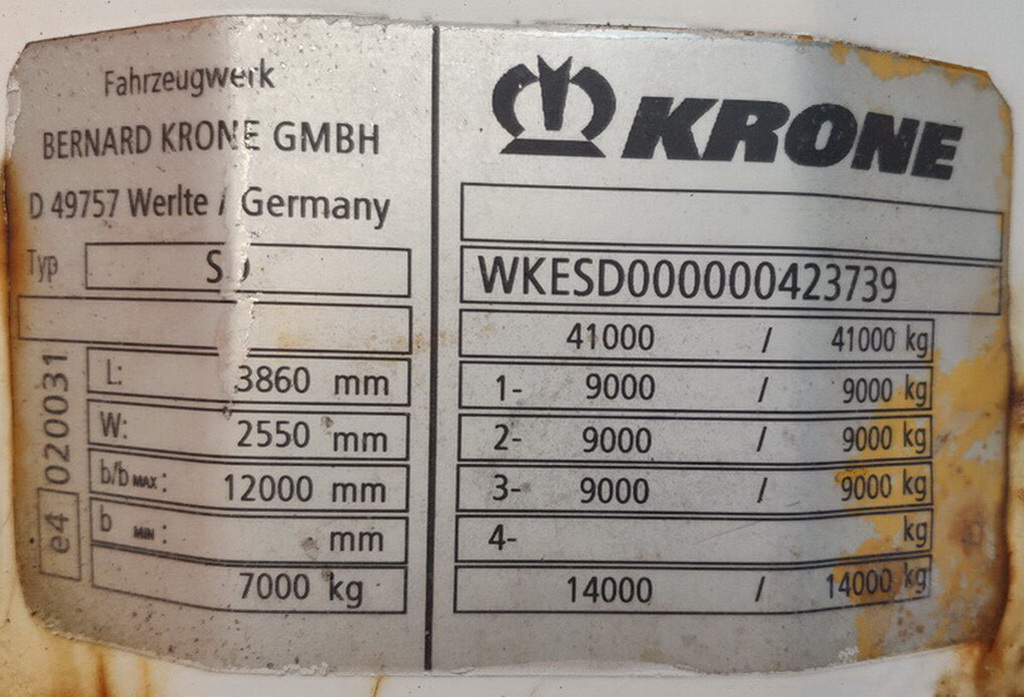 Fahrzeugwerk
BERNARD KRONE GMBH
D 49757 Werlte / Germany
Typ
L: 3860 mm
W: 2550 mm
b/b MAX: 12000 mm
b MIN: mm
7000 kg
e4 020031
KRONE
WKESD000000423739
41000 / 41000 kg
1- 9000 / 9000 kg
2- 9000 / 9000 kg
3- 9000 / 9000 kg
4- kg
14000 / 14000 kg